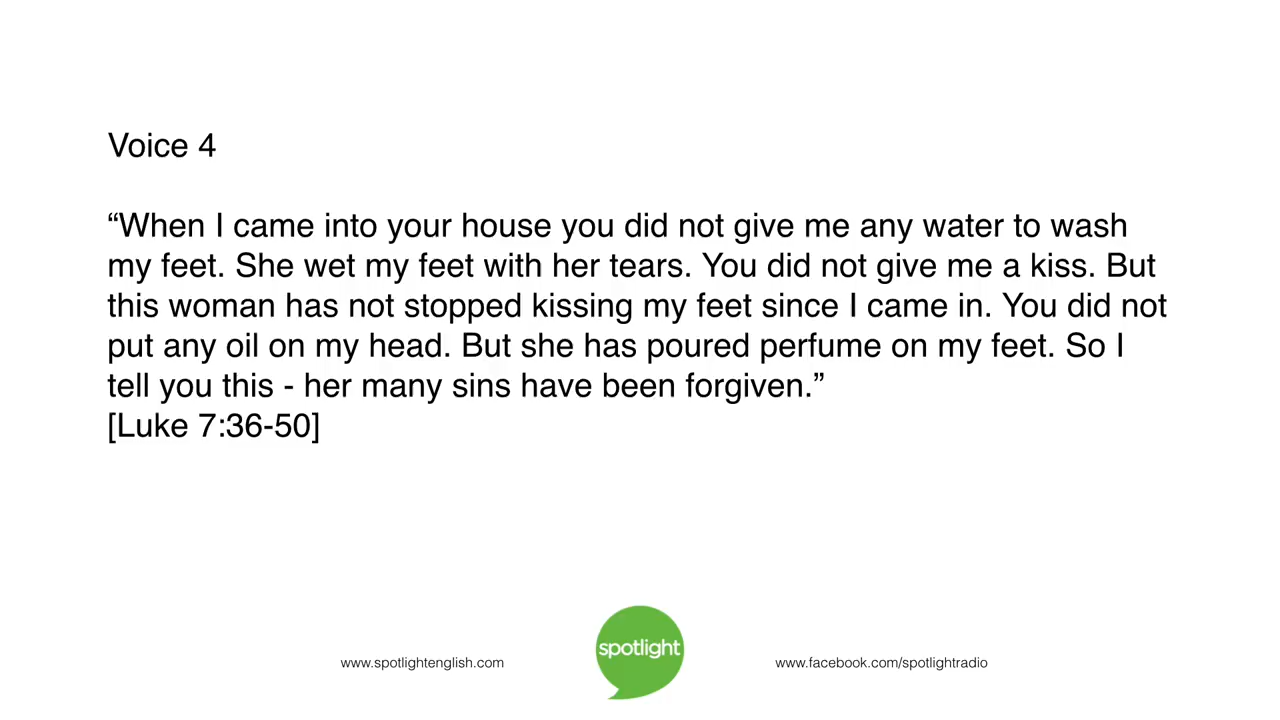 Voice 4
“When I came into your house you did not give me any water to wash
my feet. She wet my feet with her tears. You did not give me a kiss. But
this woman has not stopped kissing my feet since I came in. You did not
put any oil on my head. But she has poured perfume on my feet. So I
tell you this - her many sins have been forgiven.”
[Luke 7:36-50]
www.spotlightenglish.com
spotlight
www.facebook.com/spotlightradio